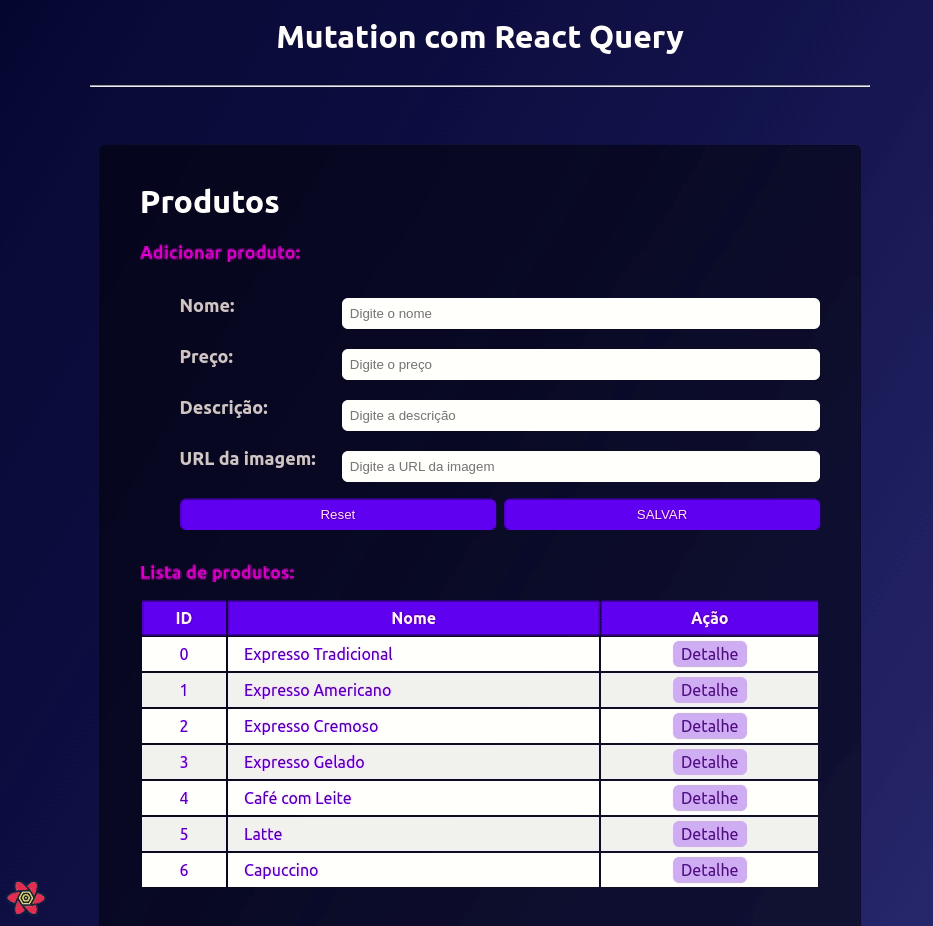 Mutation com React Query
Produtos
Adicionar produto:
Nome: Digite o nome
Preço: Digite o preço
Descrição: Digite a descrição
URL da imagem: Digite a URL da imagem
Reset SALVAR
Lista de produtos:
ID Nome Ação
0 Expresso Tradicional Detalhe
1 Expresso Americano Detalhe
2 Expresso Cremoso Detalhe
3 Expresso Gelado Detalhe
4 Café com Leite Detalhe
5 Latte Detalhe
6 Capuccino Detalhe